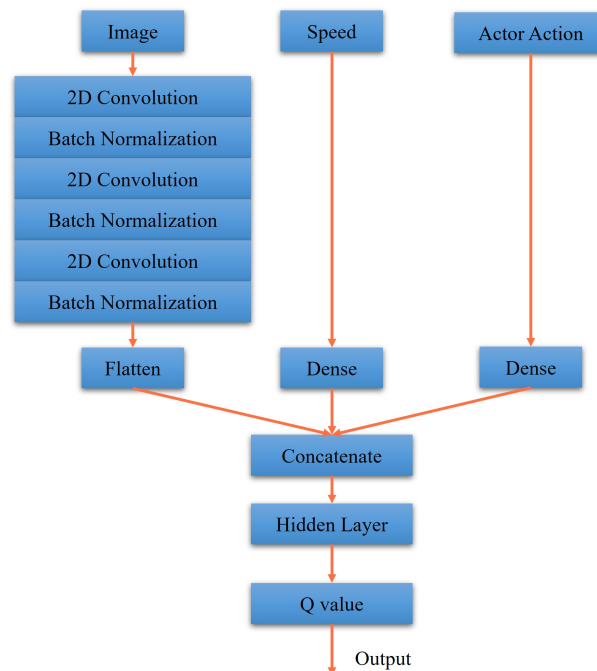 Image
Speed
Actor Action
2D Convolution
Batch Normalization
2D Convolution
Batch Normalization
2D Convolution
Batch Normalization
Flatten
Dense
Dense
Concatenate
Hidden Layer
Q value
Output